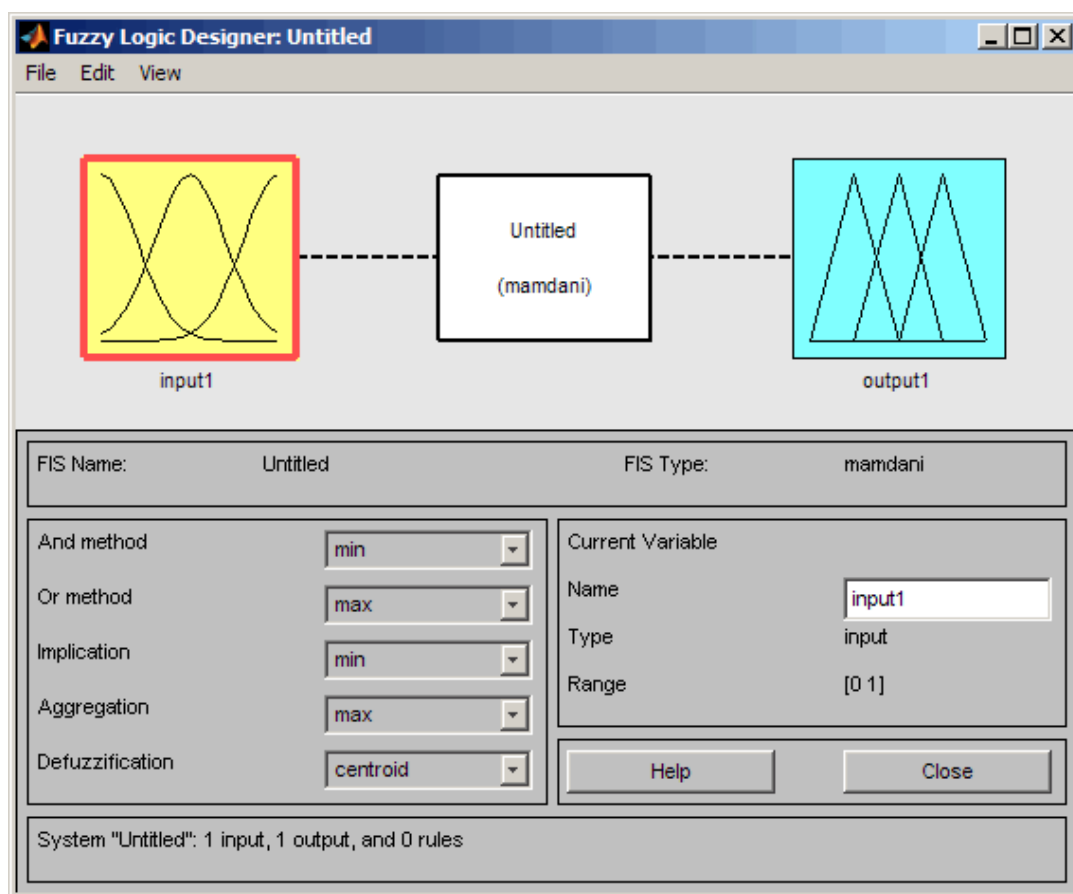 Fuzzy Logic Designer: Untitled
File Edit View
Untitled
(mamdani)
input1
output1
FIS Name: Untitled FIS Type: mamdani
And method min
Or method max
Implication min
Aggregation max
Defuzzification centroid
Current Variable
Name input1
Type input
Range [0 1]
Help Close
System "Untitled": 1 input, 1 output, and 0 rules